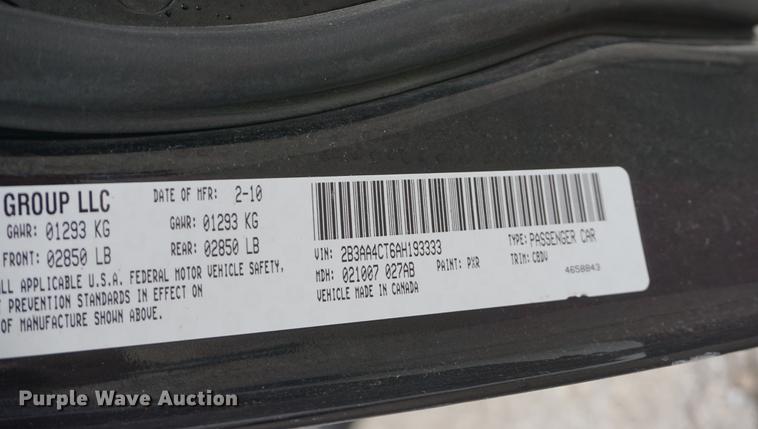 GROUP LLC DATE OF MFR: 2-10
GAWR: 01293 KG GAWR: 01293 KG
FRONT: 02850 LB REAR: 02850 LB
ALL APPLICABLE U.S.A. FEDERAL MOTOR VEHICLE SAFETY,
PREVENTION STANDARDS IN EFFECT ON
OF MANUFACTURE SHOWN ABOVE.
VIN: 2B3AA4CT6AH193333 TYPE: PASSENGER CAR
MDH: 021007 027AB PAINT: PXR TRIM: CBDV
VEHICLE MADE IN CANADA 4658843
Purple Wave Auction